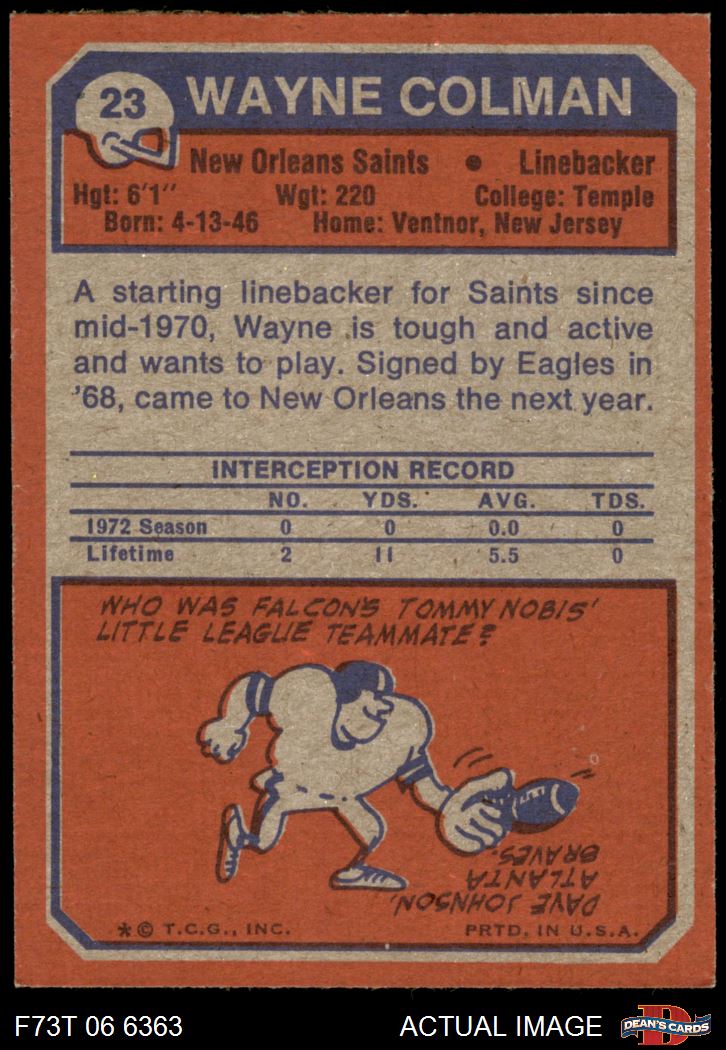 23 WAYNE COLMAN
New Orleans Saints • Linebacker
Hgt: 6'1" Wgt: 220 College: Temple
Born: 4-13-46 Home: Ventnor, New Jersey
A starting linebacker for Saints since
mid-1970, Wayne is tough and active
and wants to play. Signed by Eagles in
'68, came to New Orleans the next year.
INTERCEPTION RECORD
NO. YDS. AVG. TDS.
1972 Season 0 0 0.0 0
Lifetime 2 11 5.5 0
WHO WAS FALCON'S TOMMY NOBIS'
LITTLE LEAGUE TEAMMATE?
DAVE JOHNSON,
ATLANTA
BRAVES.
*© T.C.G., INC. PRTD. IN U.S.A.
F73T 06 6363 ACTUAL IMAGE D DEAN'S CARDS